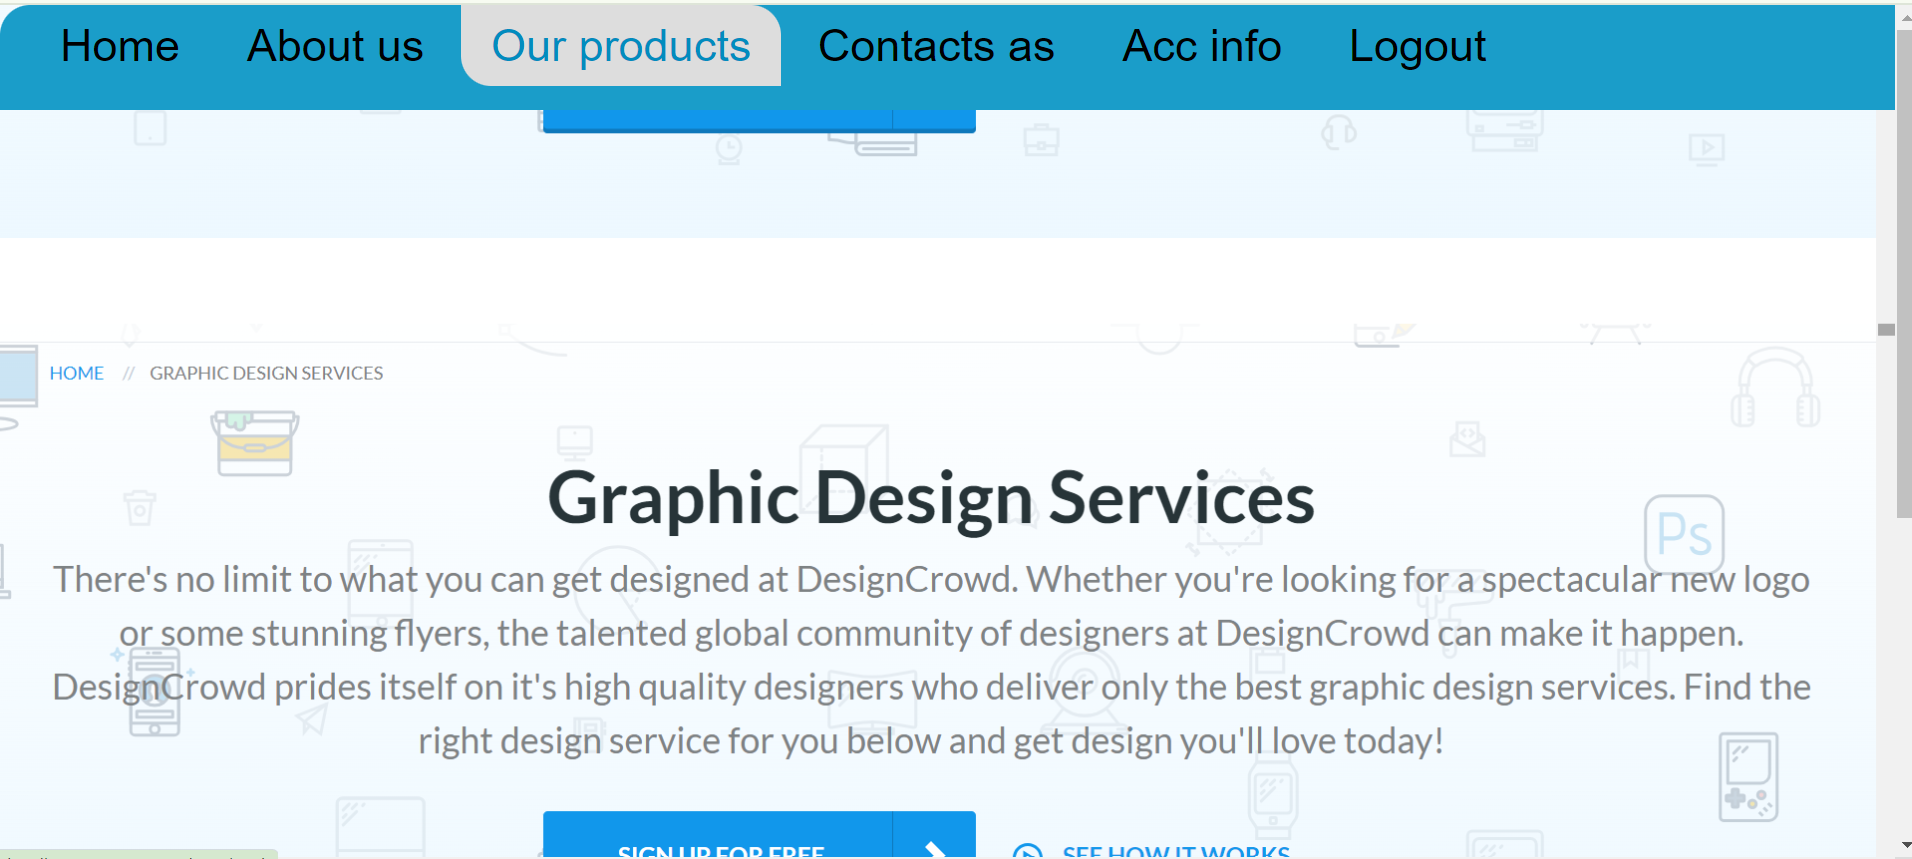 Home About us Our products Contacts as Acc info Logout
HOME // GRAPHIC DESIGN SERVICES
Graphic Design Services
Ps
There's no limit to what you can get designed at DesignCrowd. Whether you're looking for a spectacular new logo
or some stunning flyers, the talented global community of designers at DesignCrowd can make it happen.
DesignCrowd prides itself on it's high quality designers who deliver only the best graphic design services. Find the
right design service for you below and get design you'll love today!
SIGN UP FOR FREE SEE HOW IT WORKS